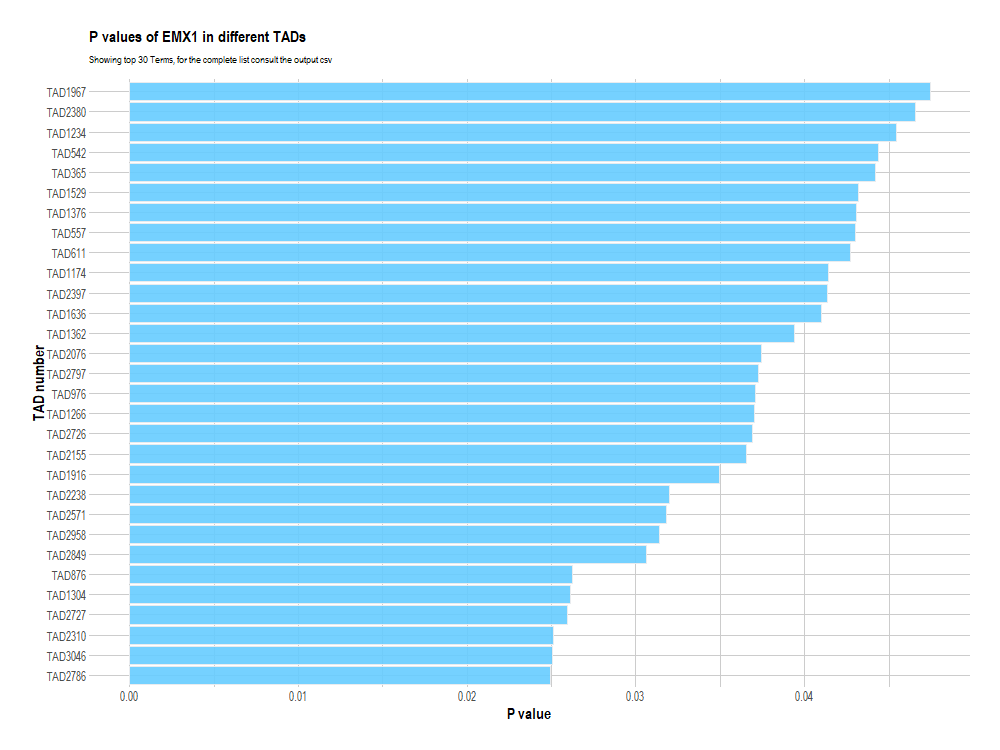 P values of EMX1 in different TADs
Showing top 30 Terms, for the complete list consult the output csv
TAD1967
TAD2380
TAD1234
TAD542
TAD365
TAD1529
TAD1376
TAD557
TAD611
TAD1174
TAD2397
TAD1636
TAD1362
TAD2076
TAD2797
TAD976
TAD1266
TAD2726
TAD2155
TAD1916
TAD2238
TAD2571
TAD2958
TAD2849
TAD876
TAD1304
TAD2727
TAD2310
TAD3046
TAD2786
TAD number
0.00 0.01 0.02 0.03 0.04
P value